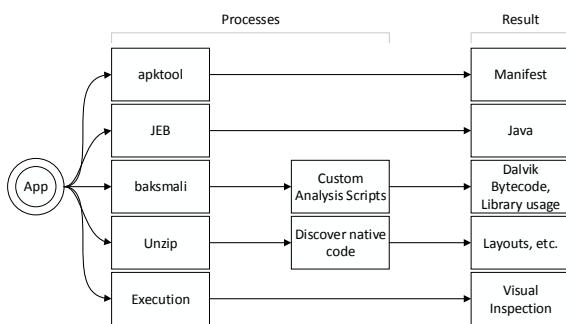 Processes
Result
App
apktool
Manifest
JEB
Java
baksmali
Custom
Analysis Scripts
Dalvik
Bytecode,
Library usage
Unzip
Discover native
code
Layouts, etc.
Execution
Visual
Inspection